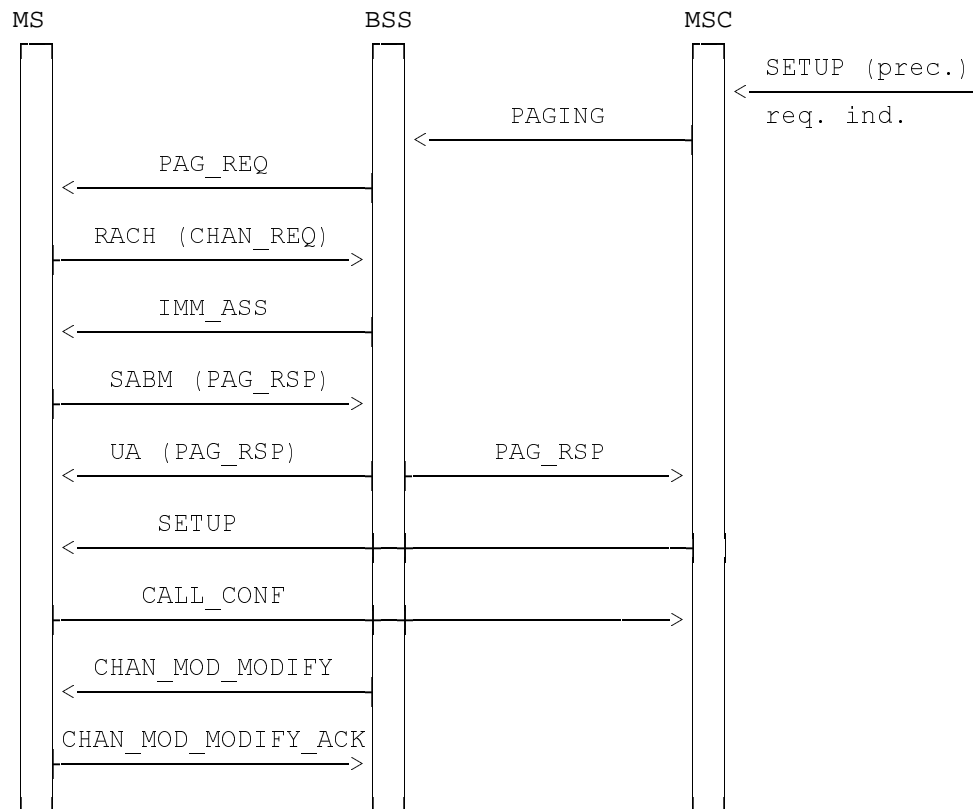 MS BSS MSC
SETUP (prec.)
req. ind.
PAGING
PAG_REQ
RACH (CHAN_REQ)
IMM_ASS
SABM (PAG_RSP)
UA (PAG_RSP) PAG_RSP
SETUP
CALL_CONF
CHAN_MOD_MODIFY
CHAN_MOD_MODIFY_ACK